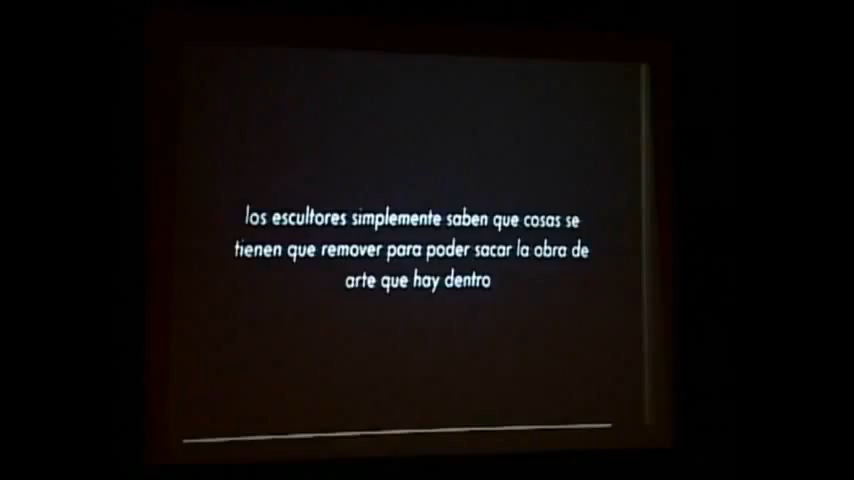 los escultores simplemente saben que cosas se
tienen que remover para poder sacar la obra de
arte que hay dentro